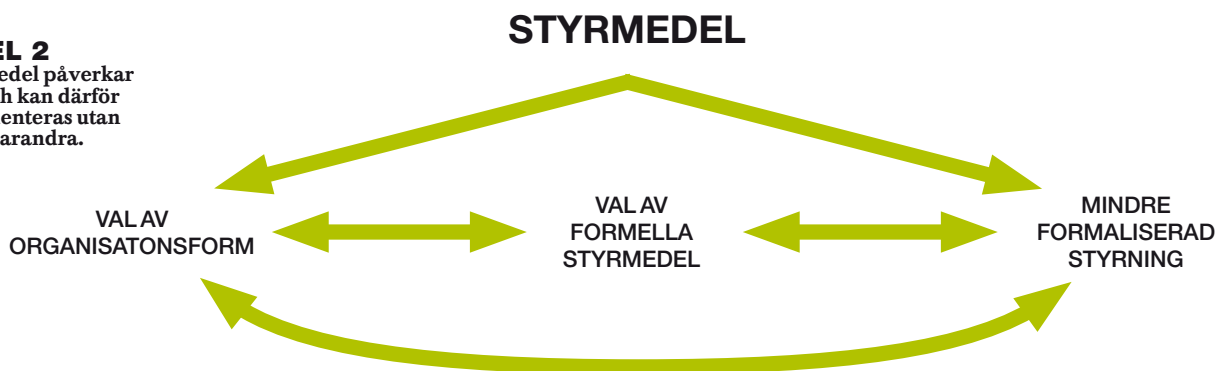 STYRMEDEL
EL 2
edel påverkar
h kan därför
enteras utan
arandra.
VAL AV
ORGANISATONSFORM
VAL AV
FORMELLA
STYRMEDEL
MINDRE
FORMALISERAD
STYRNING